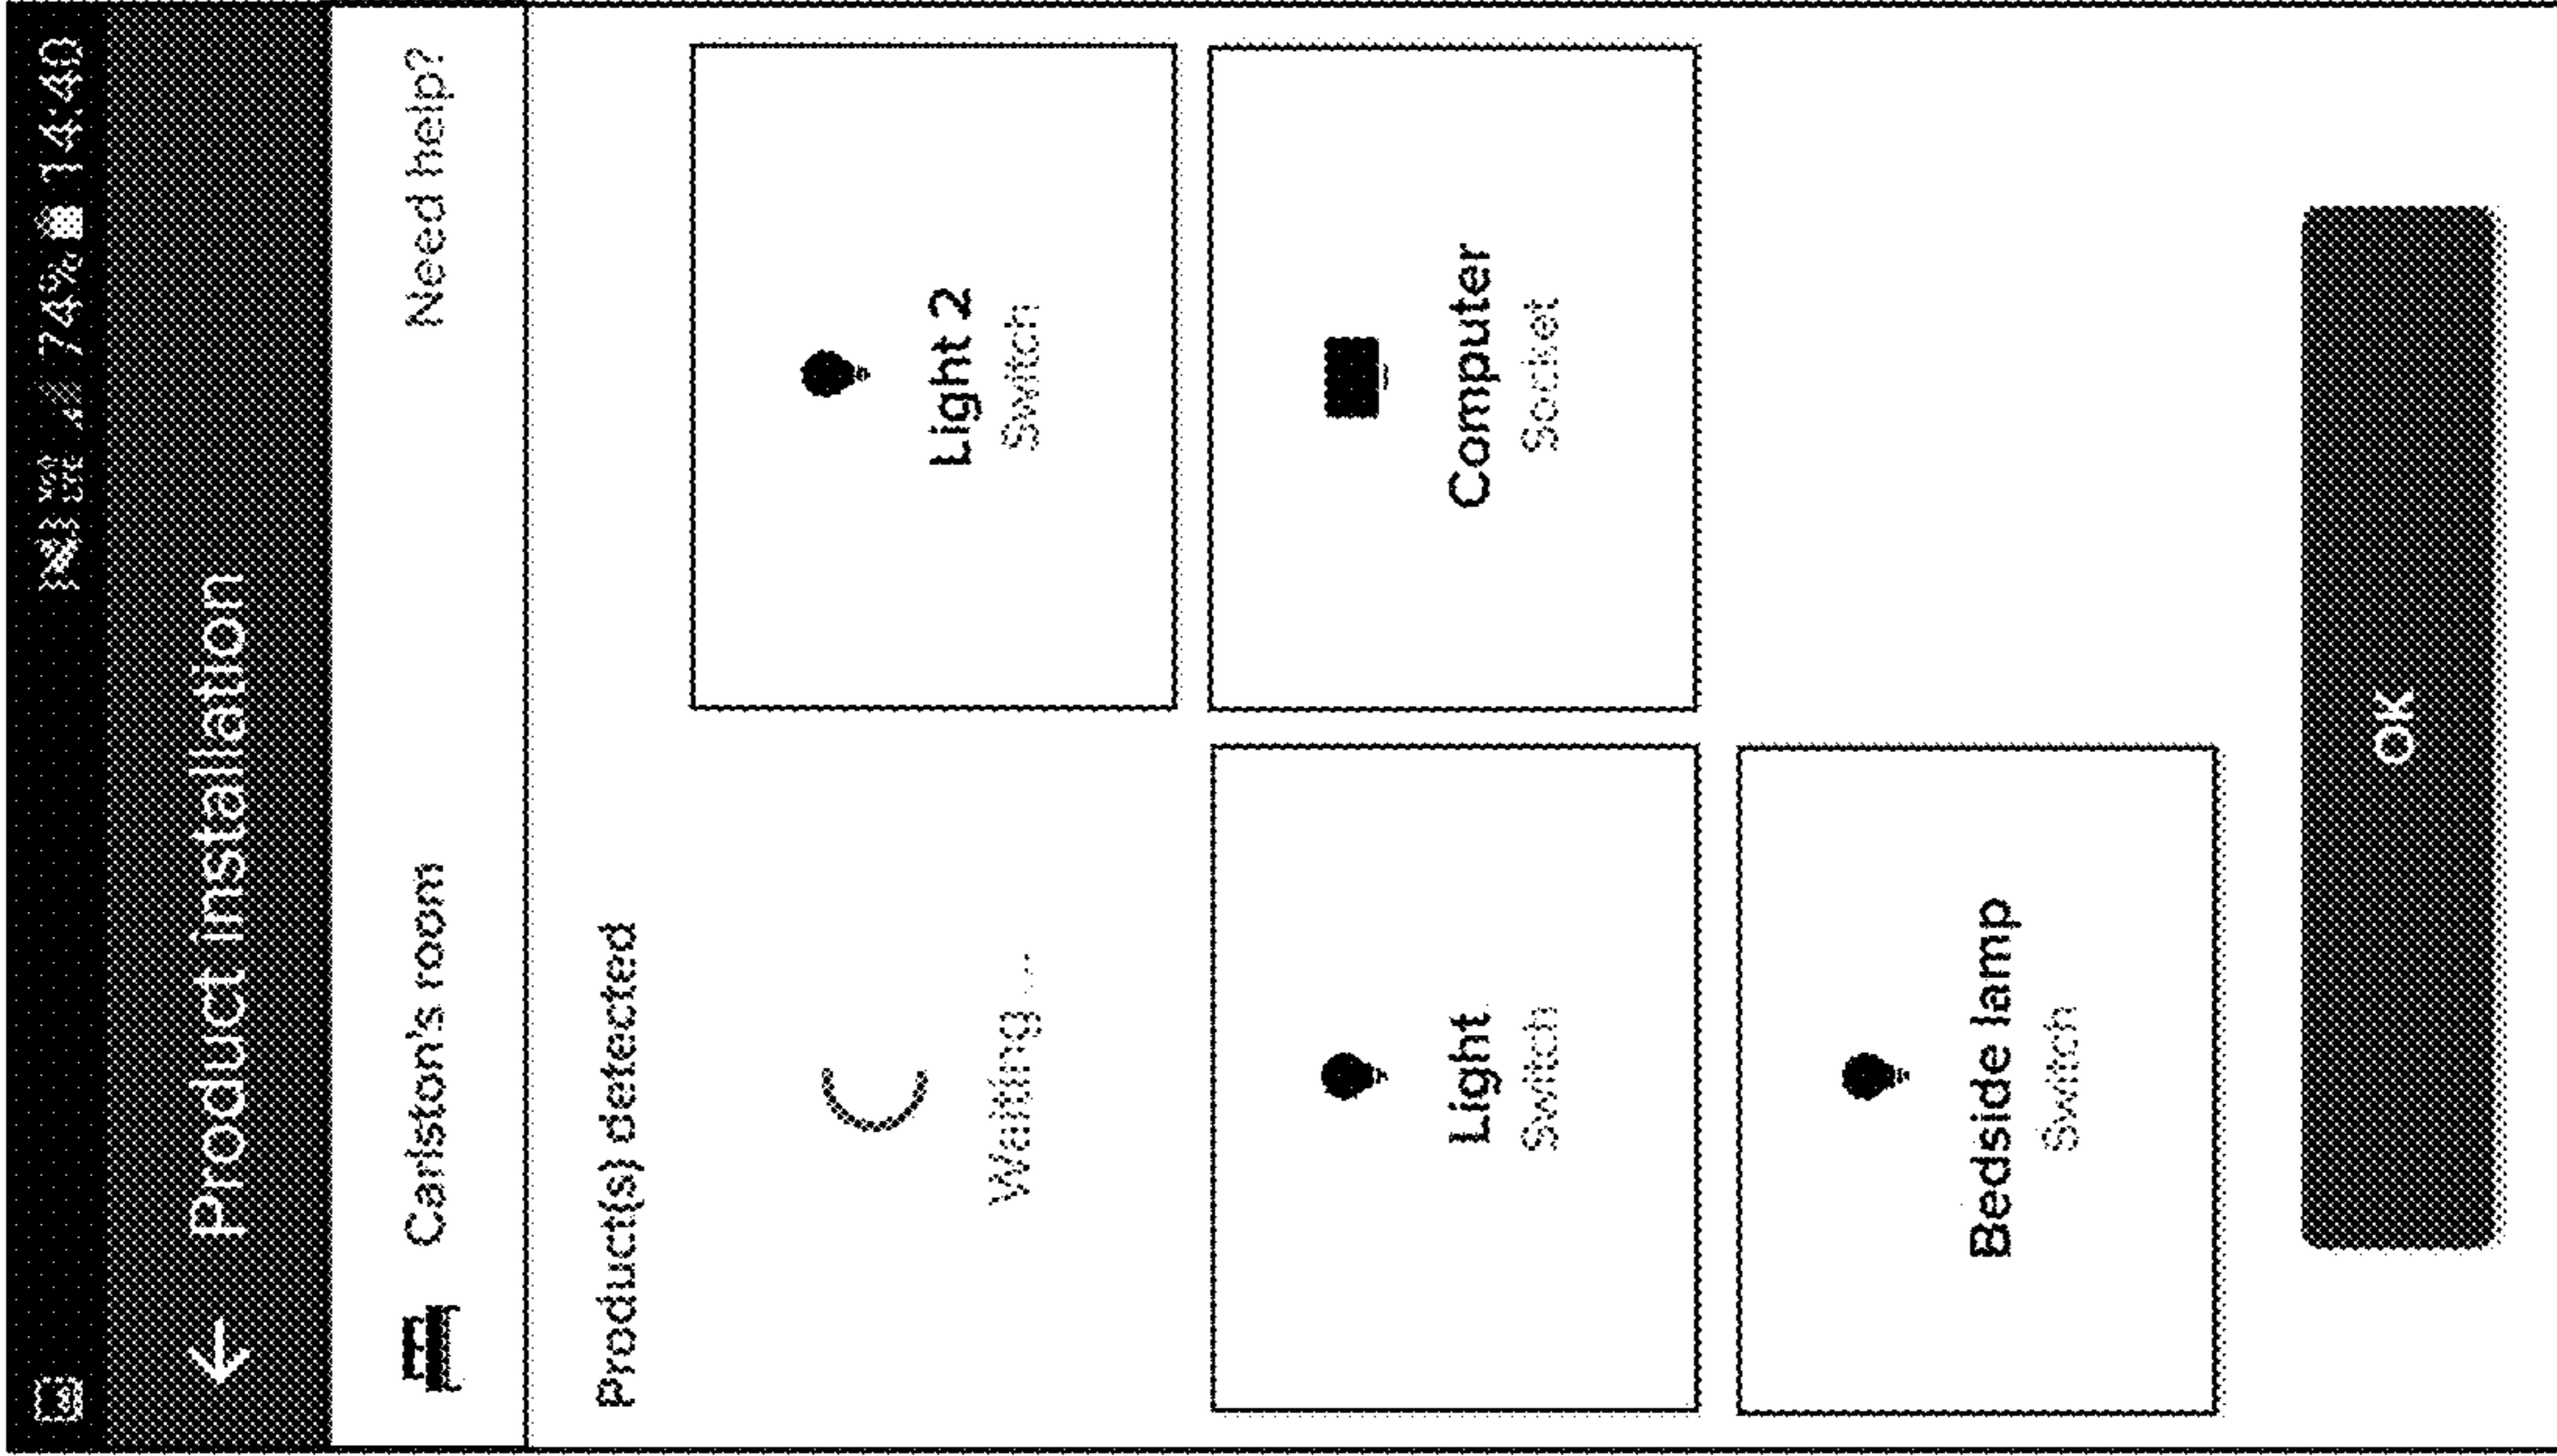 74% 14:40
Product installation
Carlston's room Need help?
Product(s) detected
Waiting...
Light 2
Switch
Light
Switch
Computer
Socket
Bedside lamp
Switch
OK